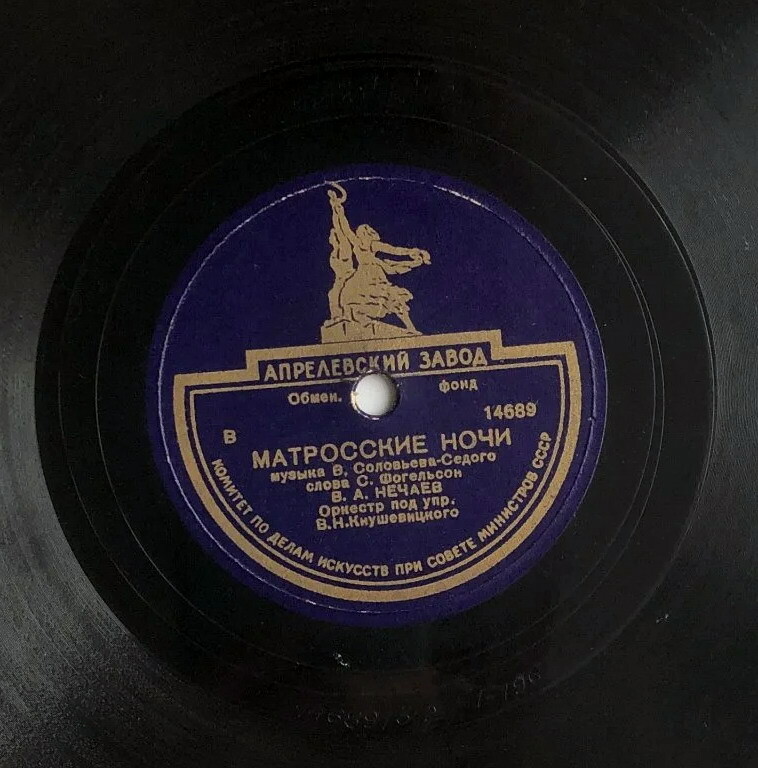 АПРЕЛЕВСКИЙ ЗАВОД
Обмен. фонд
14689
В
МАТРОССКИЕ НОЧИ
музыка В. Соловьева-Седого
слова С. Фогельсон
В. А. НЕЧАЕВ
Оркестр под упр.
В.Н.Кнушевицкого
КОМИТЕТ ПО ДЕЛАМ ИСКУССТВ ПРИ СОВЕТЕ МИНИСТРОВ СССР